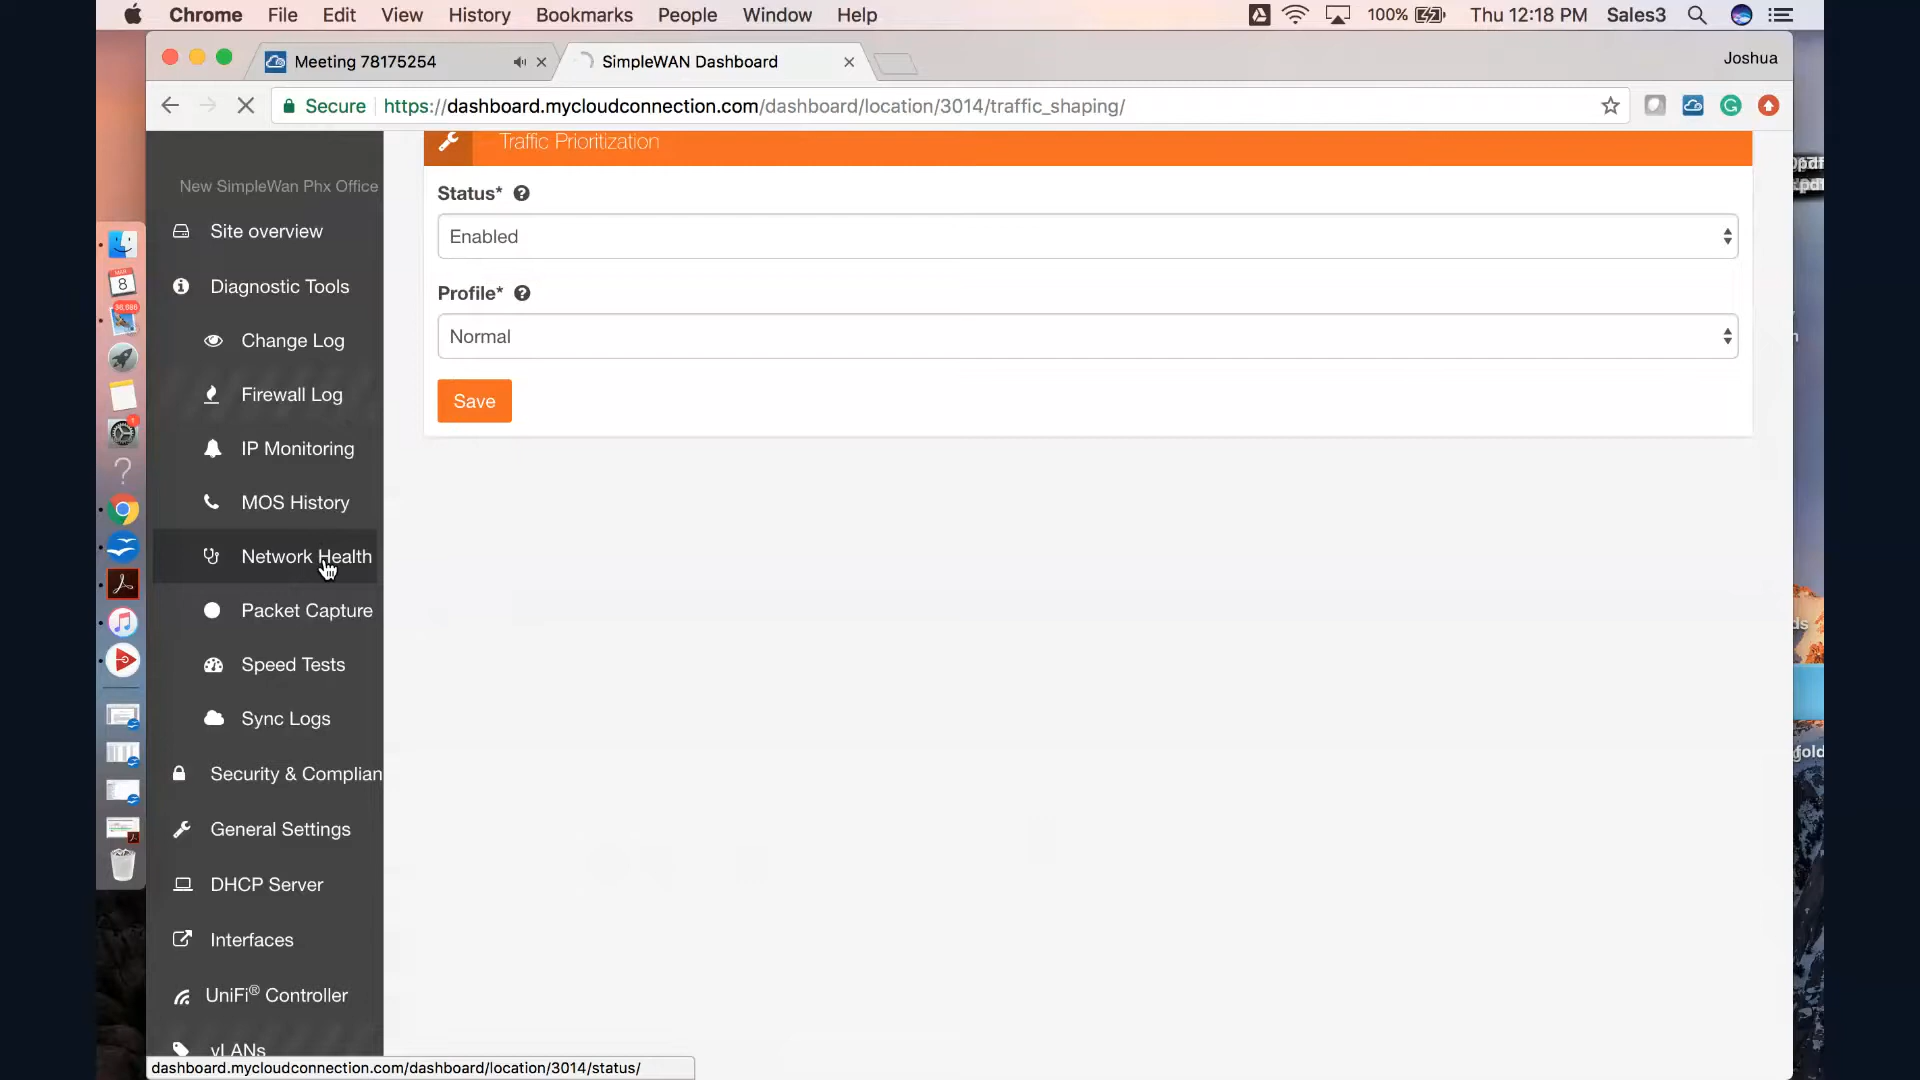 Chrome File Edit View History Bookmarks People Window Help 100% Thu 12:18 PM Sales3
Meeting 78175254 SimpleWAN Dashboard Joshua
Secure https://dashboard.mycloudconnection.com/dashboard/location/3014/traffic_shaping/
Traffic Prioritization
New SimpleWan Phx Office
Status*
Site overview
Enabled
Diagnostic Tools
Profile*
Change Log
Normal
Firewall Log
Save
IP Monitoring
MOS History
Network Health
Packet Capture
Speed Tests
Sync Logs
Security & Complian
General Settings
DHCP Server
Interfaces
UniFi® Controller
vLANs
dashboard.mycloudconnection.com/dashboard/location/3014/status/